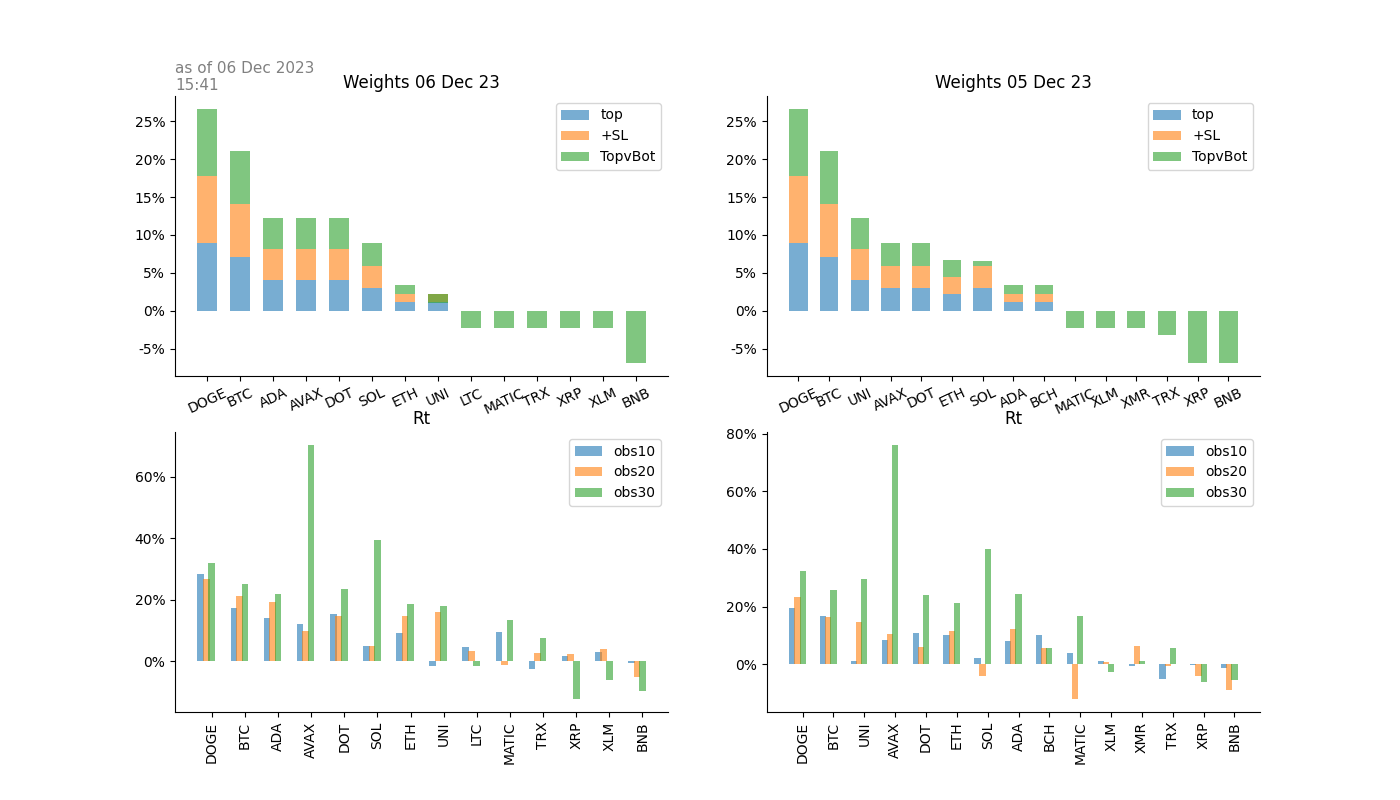 as of 06 Dec 2023
15:41
Weights 06 Dec 23
25%
20%
15%
10%
5%
0%
-5%
top
+SL
TopvBot
DOGE BTC ADA AVAX DOT SOL ETH UNI LTC MATIC TRX XRP XLM BNB
Weights 05 Dec 23
25%
20%
15%
10%
5%
0%
-5%
top
+SL
TopvBot
DOGE BTC UNI AVAX DOT ETH SOL ADA BCH MATIC XLM XMR TRX XRP BNB
Rt
60%
40%
20%
0%
obs10
obs20
obs30
DOGE BTC ADA AVAX DOT SOL ETH UNI LTC MATIC TRX XRP XLM BNB
Rt
80%
60%
40%
20%
0%
obs10
obs20
obs30
DOGE BTC UNI AVAX DOT ETH SOL ADA BCH MATIC XLM XMR TRX XRP BNB